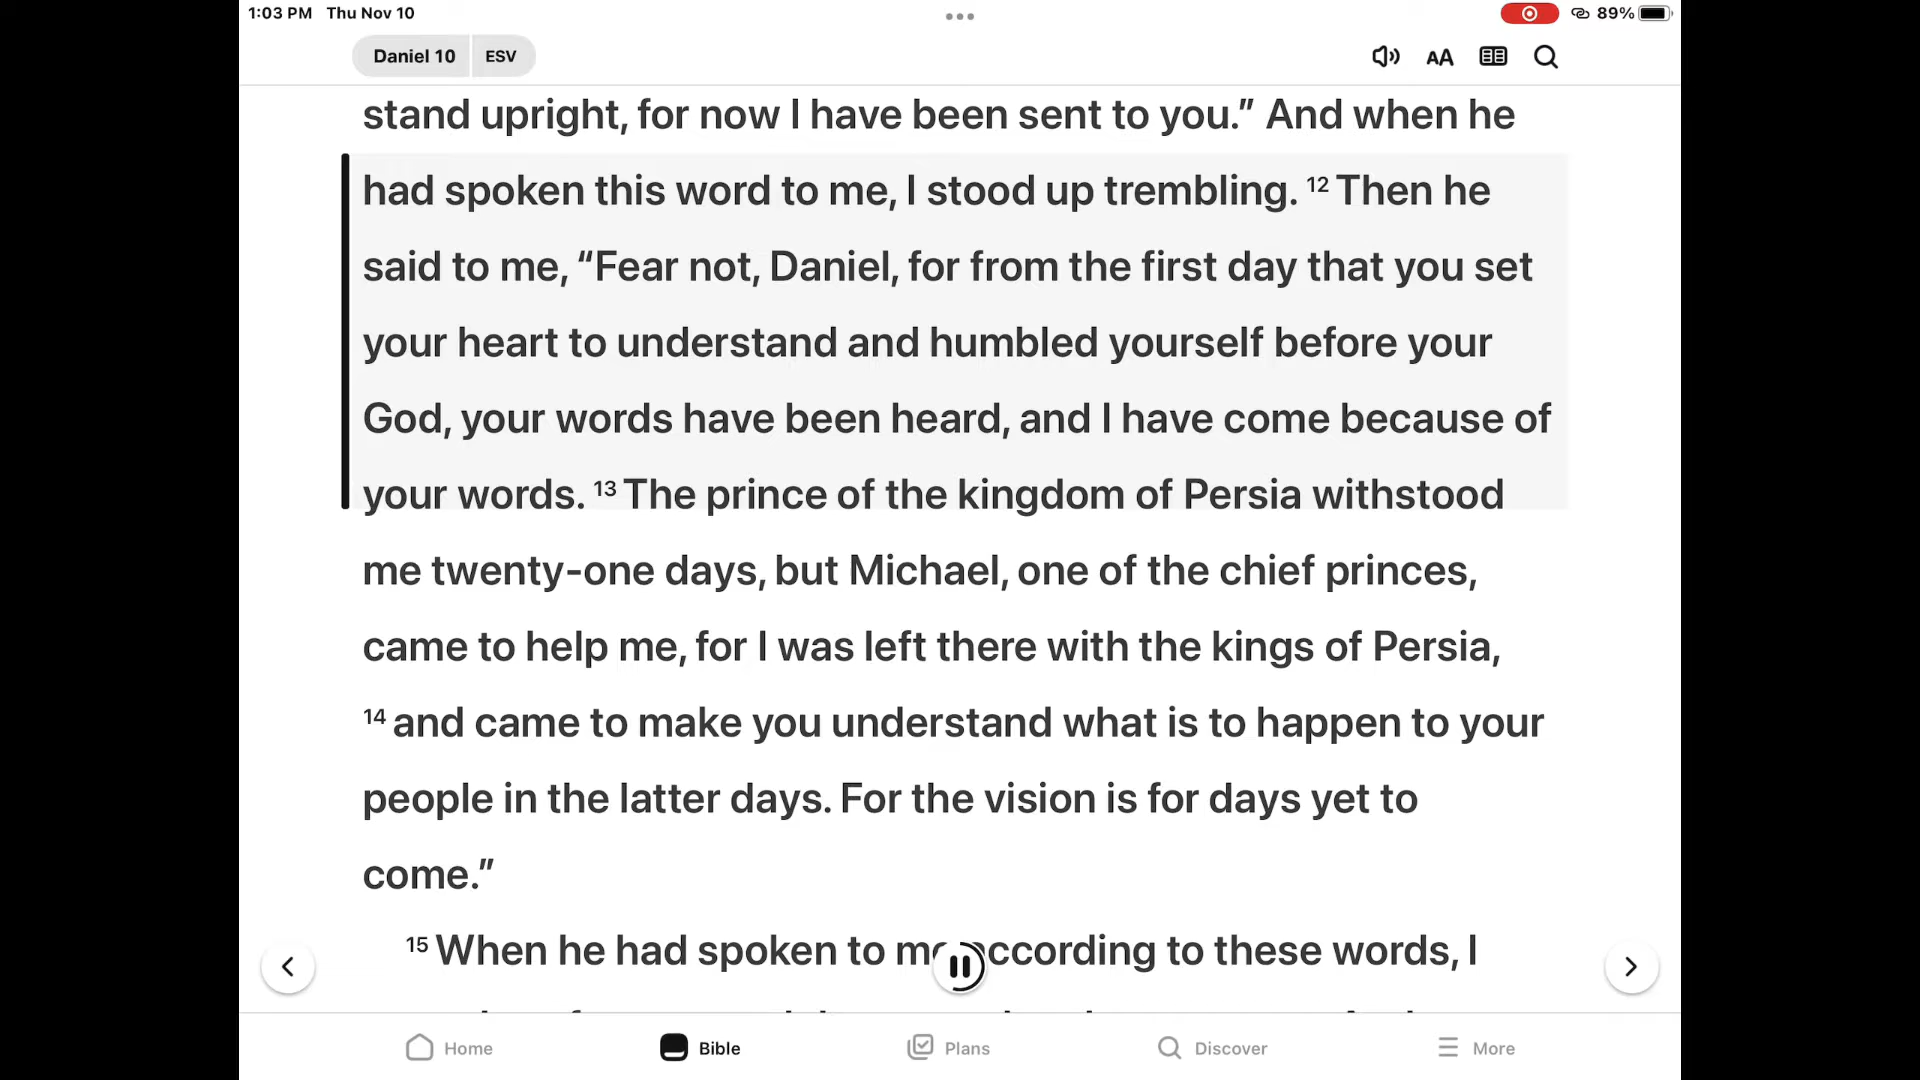 1:03 PM Thu Nov 10
89%
Daniel 10 ESV
AA
stand upright, for now I have been sent to you.” And when he
had spoken this word to me, I stood up trembling. 12 Then he
said to me, “Fear not, Daniel, for from the first day that you set
your heart to understand and humbled yourself before your
God, your words have been heard, and I have come because of
your words. 13 The prince of the kingdom of Persia withstood
me twenty-one days, but Michael, one of the chief princes,
came to help me, for I was left there with the kings of Persia,
14 and came to make you understand what is to happen to your
people in the latter days. For the vision is for days yet to
come.”
15 When he had spoken to me according to these words, I
Home Bible Plans Discover More